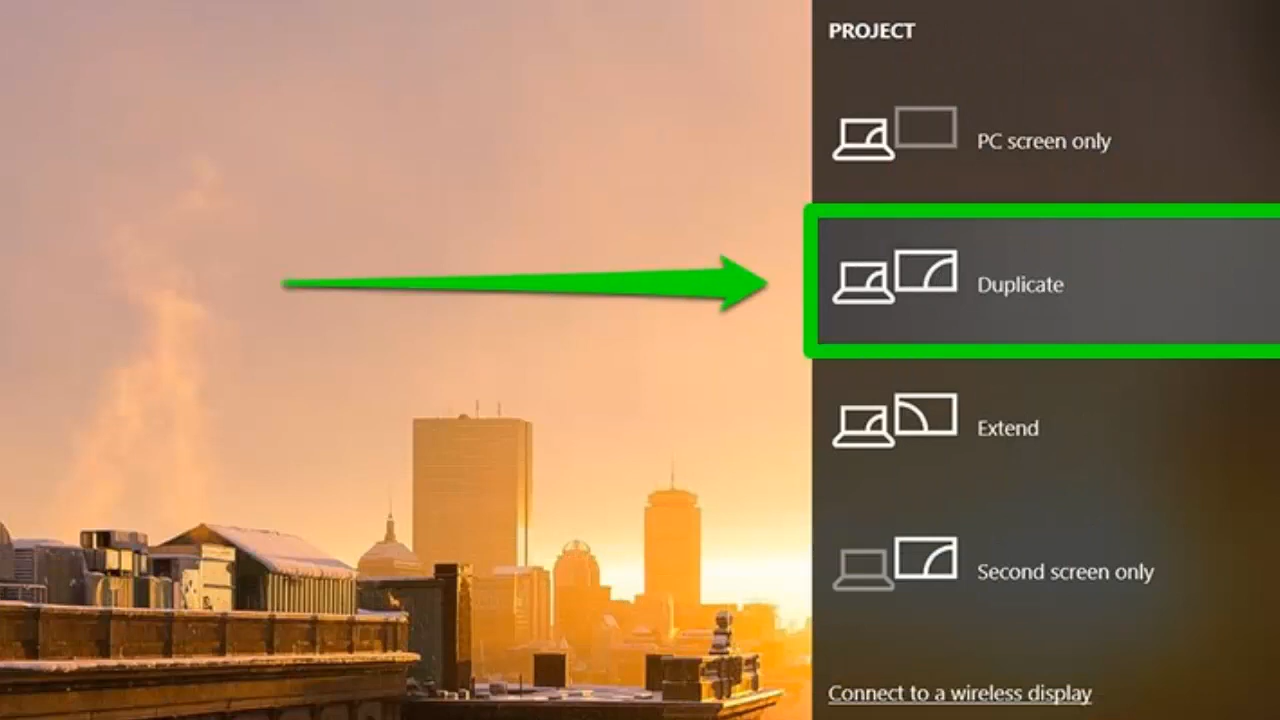 PROJECT
PC screen only
Duplicate
Extend
Second screen only
Connect to a wireless display